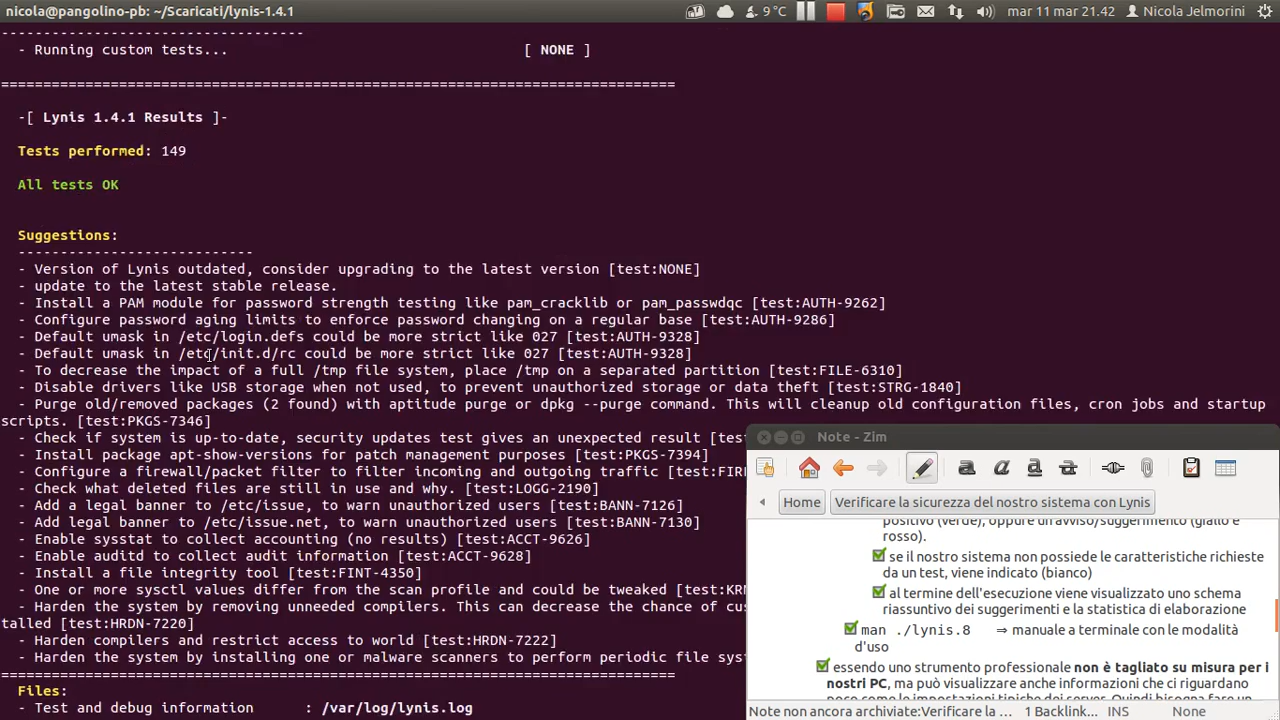 nicola@pangolino-pb: ~/Scaricati/lynis-1.4.1
9 °C
mar 11 mar 21.42
Nicola Jelmorini
------------------------------------
- Running custom tests... [ NONE ]
================================================================================
-[ Lynis 1.4.1 Results ]-
Tests performed: 149
All tests OK
Suggestions:
----------------------------
- Version of Lynis outdated, consider upgrading to the latest version [test:NONE]
- update to the latest stable release.
- Install a PAM module for password strength testing like pam_cracklib or pam_passwdqc [test:AUTH-9262]
- Configure password aging limits to enforce password changing on a regular base [test:AUTH-9286]
- Default umask in /etc/login.defs could be more strict like 027 [test:AUTH-9328]
- Default umask in /etc/init.d/rc could be more strict like 027 [test:AUTH-9328]
- To decrease the impact of a full /tmp file system, place /tmp on a separated partition [test:FILE-6310]
- Disable drivers like USB storage when not used, to prevent unauthorized storage or data theft [test:STRG-1840]
- Purge old/removed packages (2 found) with aptitude purge or dpkg --purge command. This will cleanup old configuration files, cron jobs and startup
scripts. [test:PKGS-7346]
- Check if system is up-to-date, security updates test gives an unexpected result [tes
- Install package apt-show-versions for patch management purposes [test:PKGS-7394]
- Configure a firewall/packet filter to filter incoming and outgoing traffic [test:FIR
- Check what deleted files are still in use and why. [test:LOGG-2190]
- Add a legal banner to /etc/issue, to warn unauthorized users [test:BANN-7126]
- Add legal banner to /etc/issue.net, to warn unauthorized users [test:BANN-7130]
- Enable sysstat to collect accounting (no results) [test:ACCT-9626]
- Enable auditd to collect audit information [test:ACCT-9628]
- Install a file integrity tool [test:FINT-4350]
- One or more sysctl values differ from the scan profile and could be tweaked [test:KRN
- Harden the system by removing unneeded compilers. This can decrease the chance of cus
talled [test:HRDN-7220]
- Harden compilers and restrict access to world [test:HRDN-7222]
- Harden the system by installing one or malware scanners to perform periodic file sys
================================================================================
Files:
- Test and debug information : /var/log/lynis.log
Note - Zim
Home
Verificare la sicurezza del nostro sistema con Lynis
positivo (verde), oppure un'avviso/suggerimento (giallo e
rosso).
se il nostro sistema non possiede le caratteristiche richieste
da un test, viene indicato (bianco)
al termine dell'esecuzione viene visualizzato uno schema
riassuntivo dei suggerimenti e la statistica di elaborazione
man ./lynis.8 ⇒ manuale a terminale con le modalità
d'uso
essendo uno strumento professionale non è tagliato su misura per i
nostri PC, ma può visualizzare anche informazioni che ci riguardano
poco come le impostazioni tipiche dei server. Quindi bisogna fare un
Note non ancora archiviate:Verificare la ... 1 Backlink... INS None